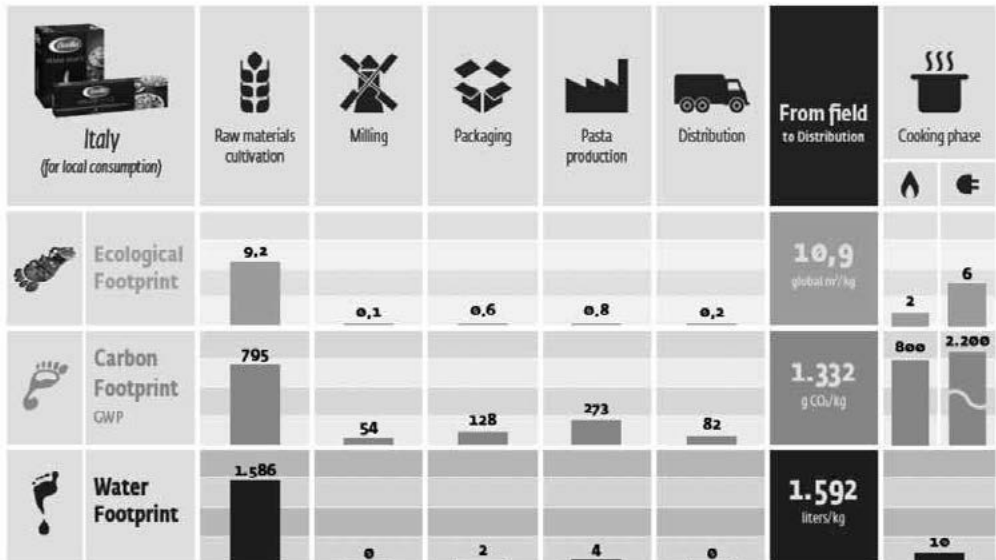 Barilla
Italy
(for local consumption)
Raw materials
cultivation
Milling
Packaging
Pasta
production
Distribution
From field
to Distribution
Cooking phase
Ecological
Footprint
9,2
0,1
0,6
0,8
0,2
10,9
global m²/kg
2
6
Carbon
Footprint
GWP
795
54
128
273
82
1.332
g CO₂/kg
800
2.200
Water
Footprint
1.586
0
2
4
0
1.592
liters/kg
10